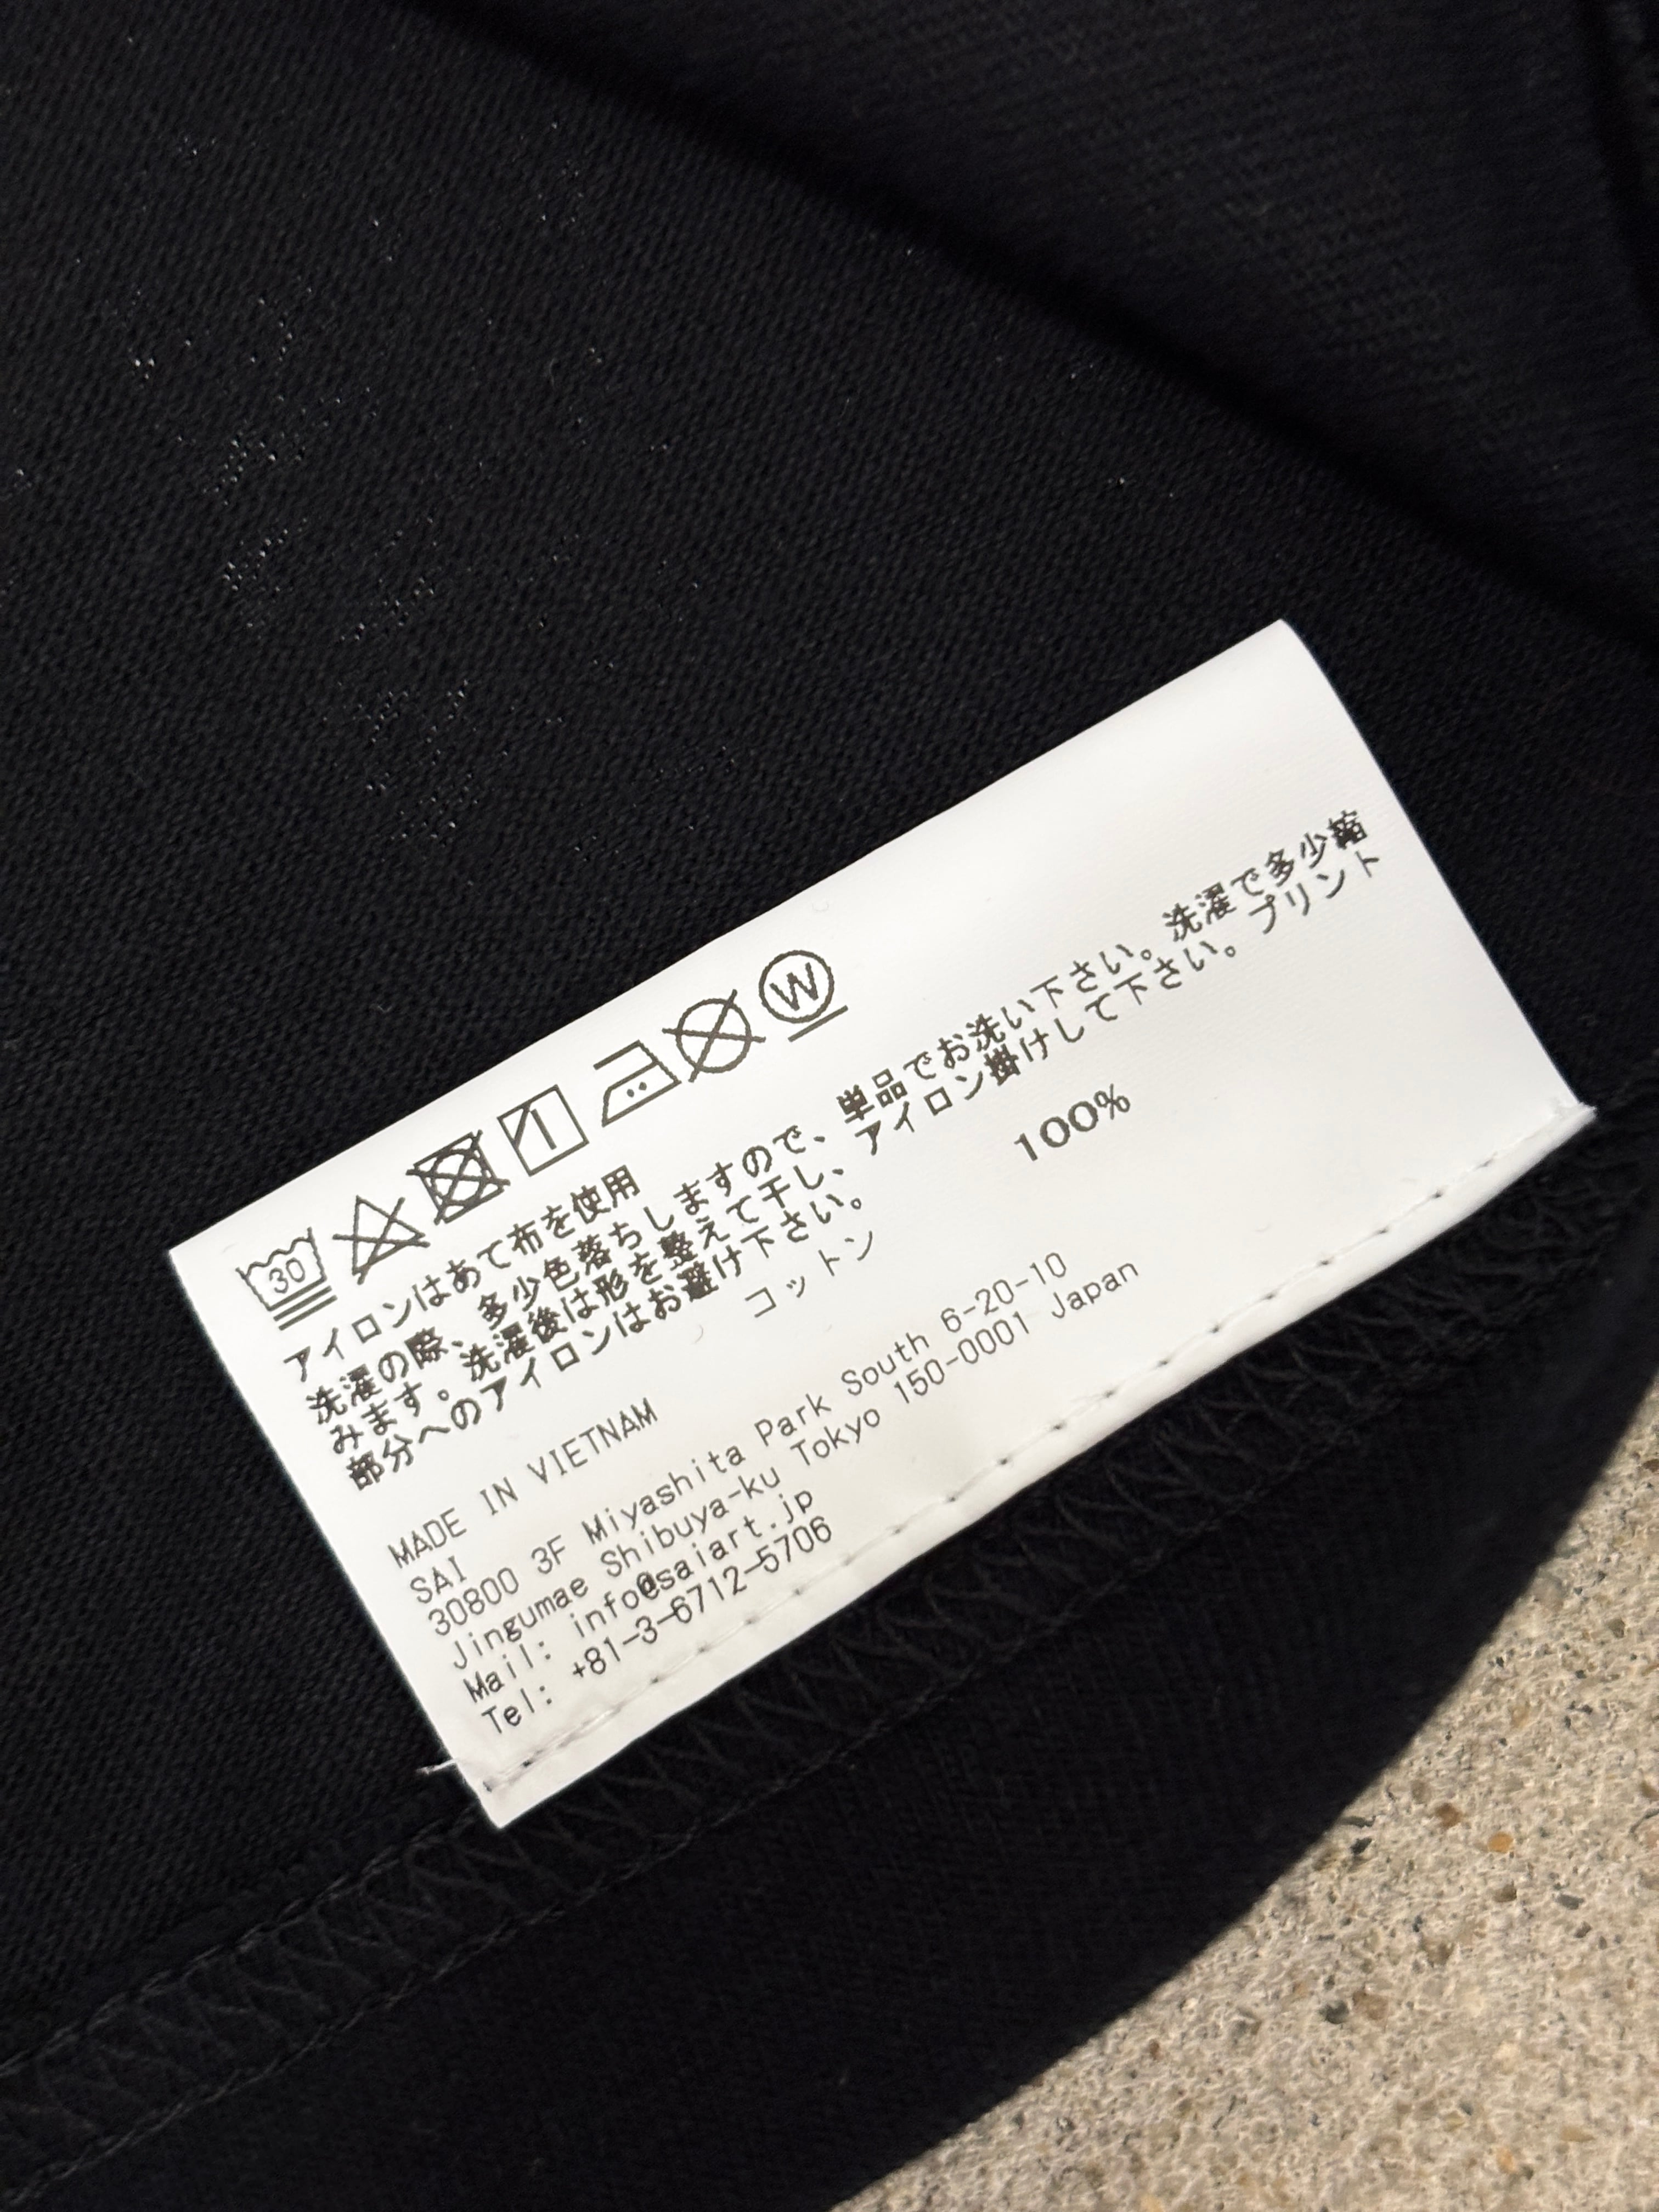 30 W
アイロンはあて布を使用
洗濯の際、多少色落ちしますので、単品でお洗い下さい。洗濯で多少縮
みます。洗濯後は形を整えて干し、アイロン掛けして下さい。プリント
部分へのアイロンはお避け下さい。
コットン 100%
MADE IN VIETNAM
SAI
30800 3F Miyashita Park South 6-20-10
Jingumae Shibuya-ku Tokyo 150-0001 Japan
Mail: info@saiart.jp
Tel: +81-3-6712-5706